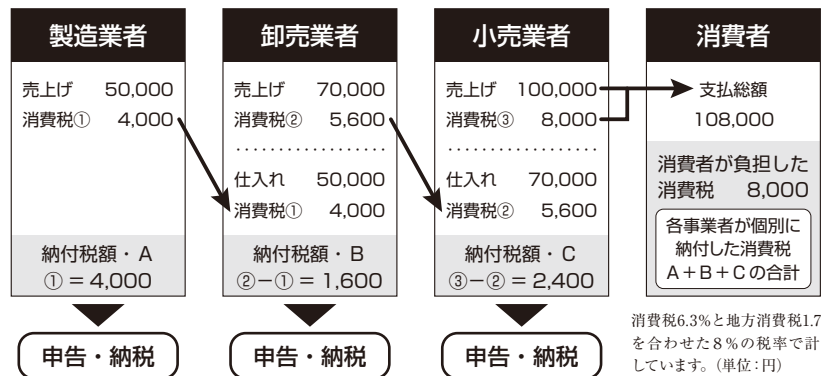 製造業者
売上げ 50,000
消費税① 4,000
納付税額・A
①＝4,000
申告・納税
卸売業者
売上げ 70,000
消費税② 5,600
仕入れ 50,000
消費税① 4,000
納付税額・B
②－①＝1,600
申告・納税
小売業者
売上げ 100,000
消費税③ 8,000
仕入れ 70,000
消費税② 5,600
納付税額・C
③－②＝2,400
申告・納税
消費者
支払総額
108,000
消費者が負担した
消費税 8,000
各事業者が個別に
納付した消費税
A＋B＋Cの合計
消費税6.3%と地方消費税1.7
を合わせた8％の税率で計
しています。(単位：円)